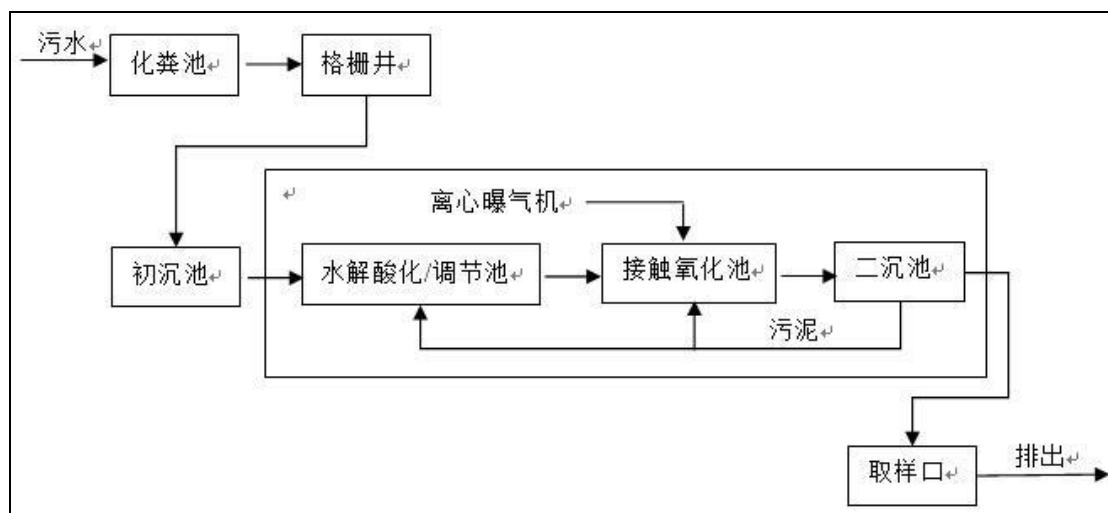 污水
化粪池
格栅井
离心曝气机
初沉池
水解酸化/调节池
接触氧化池
二沉池
污泥
取样口
排出